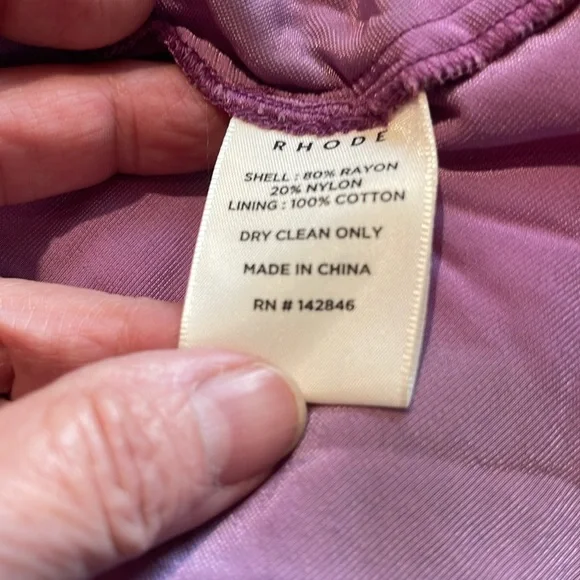 RHODE
SHELL : 80% RAYON
20% NYLON
LINING : 100% COTTON
DRY CLEAN ONLY
MADE IN CHINA
RN # 142846